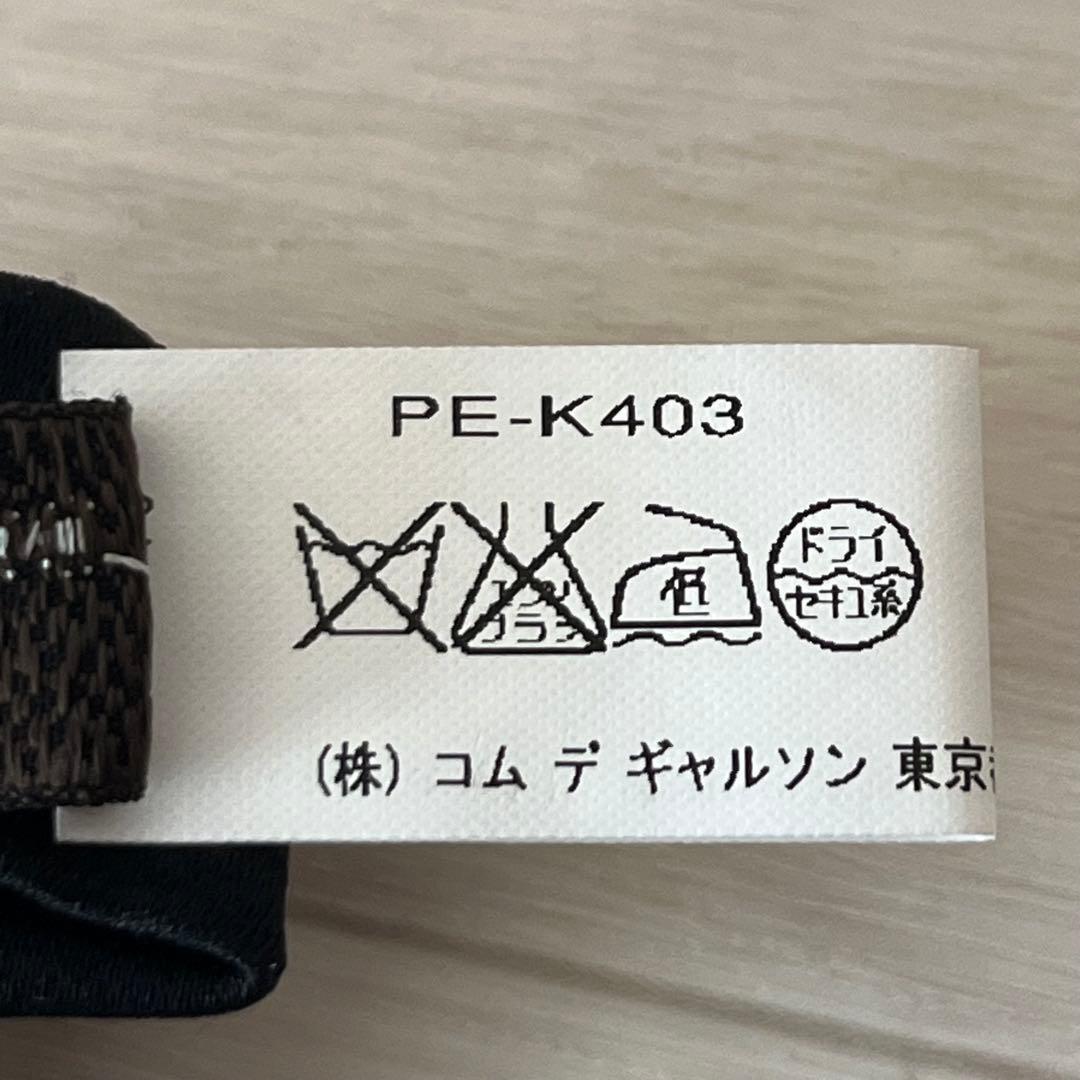 PE-K403
エンソ
サラシ
低
ドライ
セキユ系
(株) コム デ ギャルソン 東京